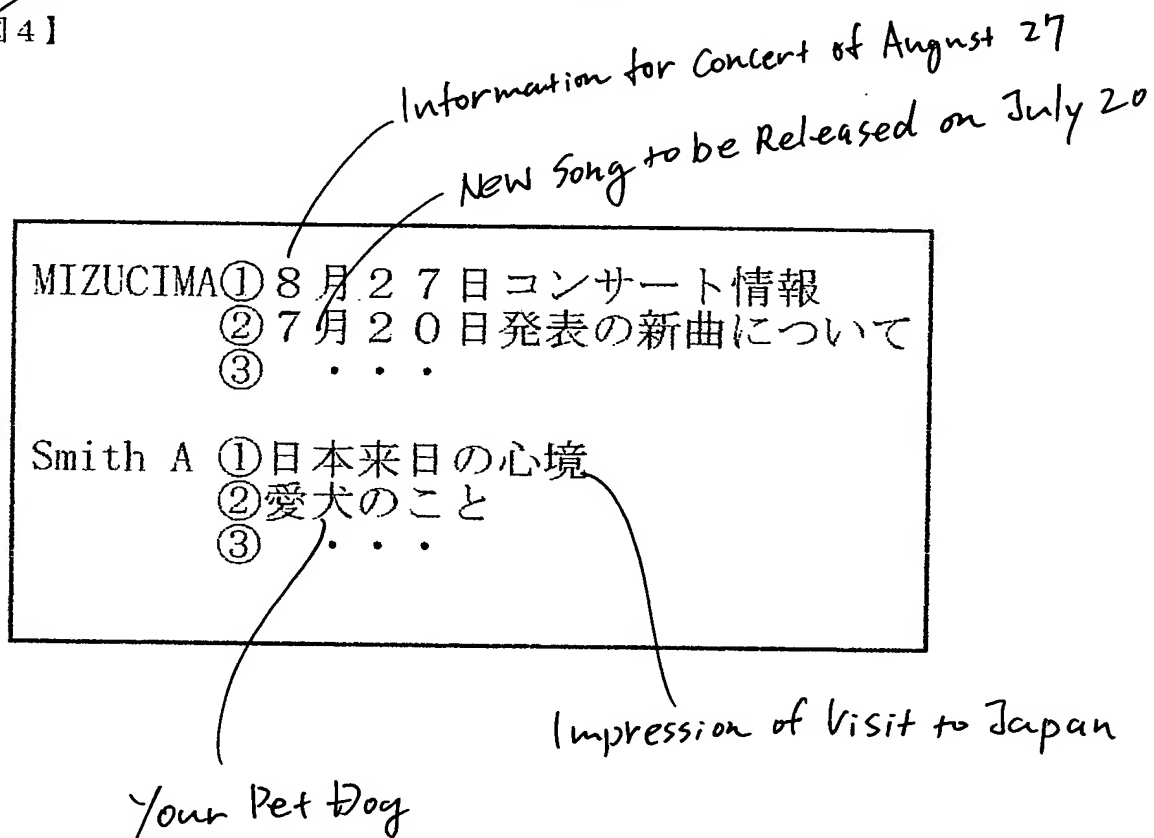 図4】
Information for Concert of August 27
New Song to be Released on July 20
MIZUCIMA①8月27日コンサート情報
②7月20日発表の新曲について
③ ・・・
Smith A ①日本来日の心境
②愛犬のこと
③ ・・・
Impression of Visit to Japan
Your Pet Dog